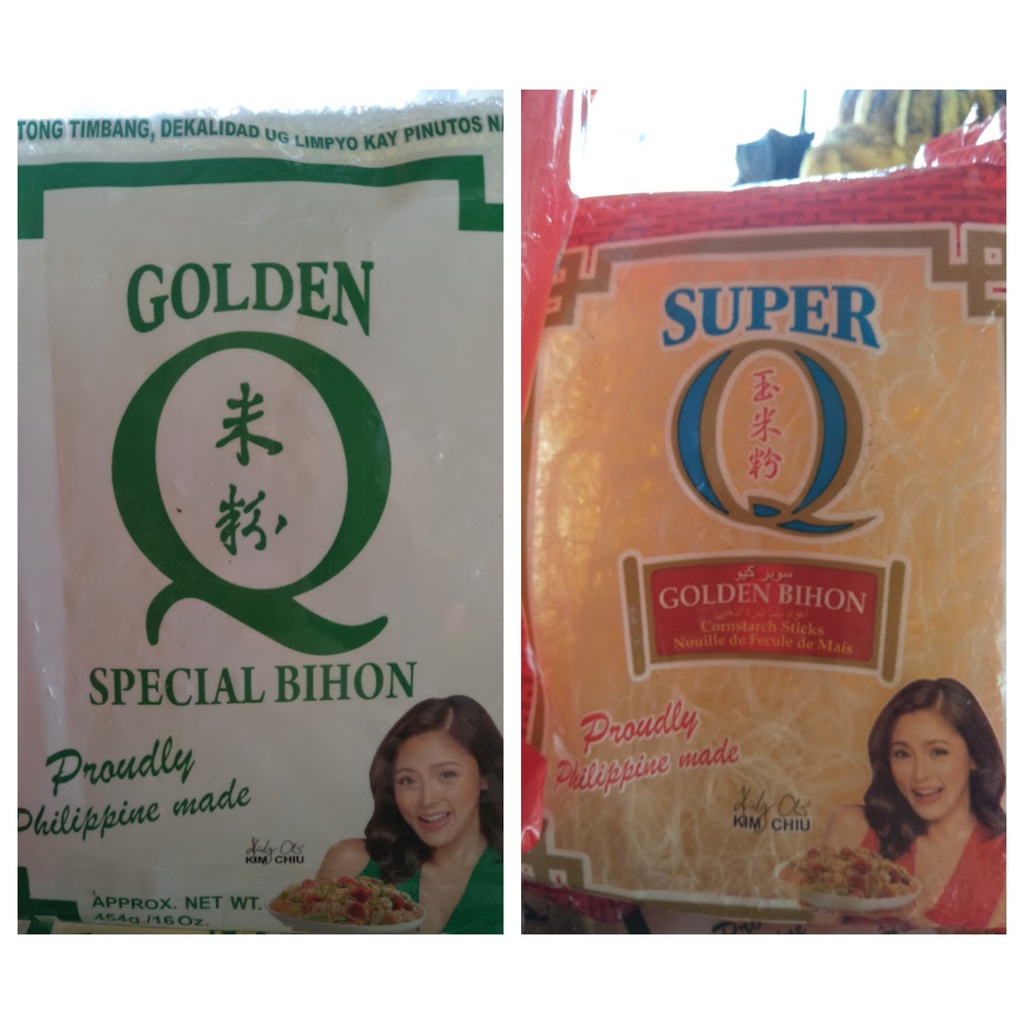 TONG TIMBANG, DEKALIDAD UG LIMPYO KAY PINUTOS NA
GOLDEN
Q
米
粉
SPECIAL BIHON
Proudly
Philippine made
KIM CHIU
APPROX. NET WT.
454g./16 Oz.
SUPER
Q
玉
米
粉
سوبر كيو
GOLDEN BIHON
Cornstarch Sticks
Nouille de Fecule de Mais
Proudly
Philippine made
KIM CHIU